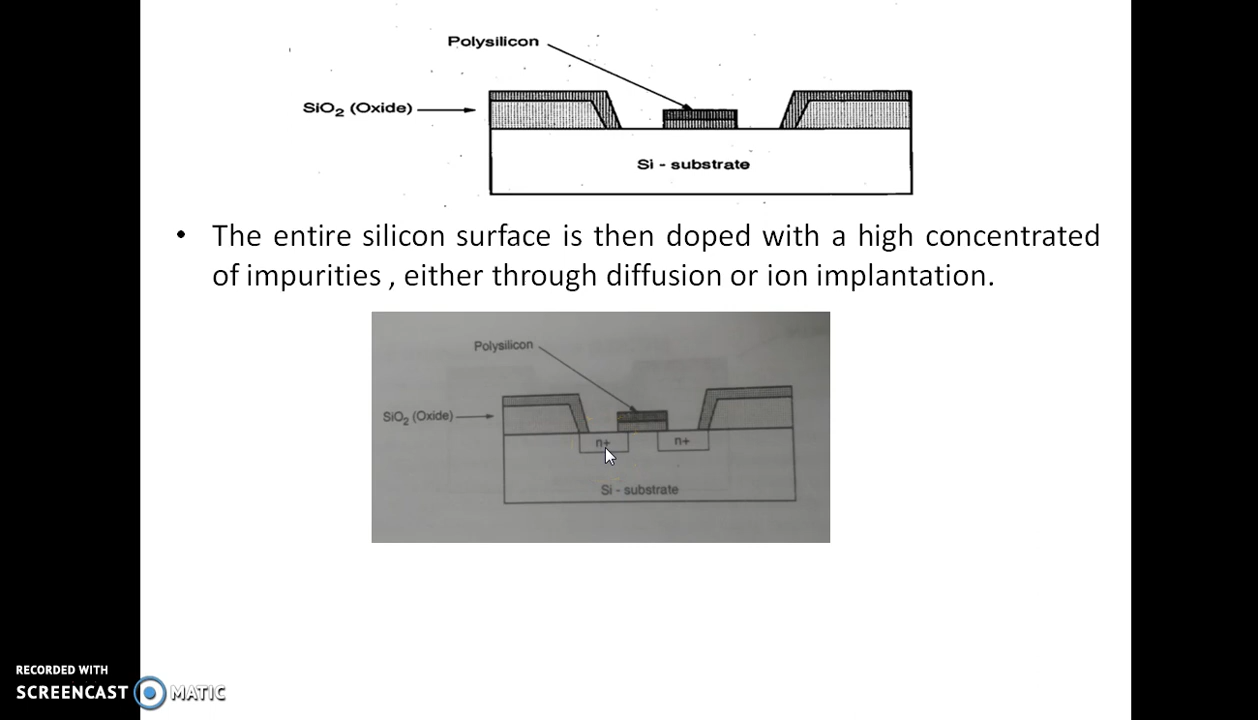 Polysilicon
SiO₂ (Oxide)
Si - substrate
• The entire silicon surface is then doped with a high concentrated
of impurities , either through diffusion or ion implantation.
Polysilicon
SiO₂ (Oxide)
n+ n+
Si - substrate
RECORDED WITH
SCREENCAST MATIC